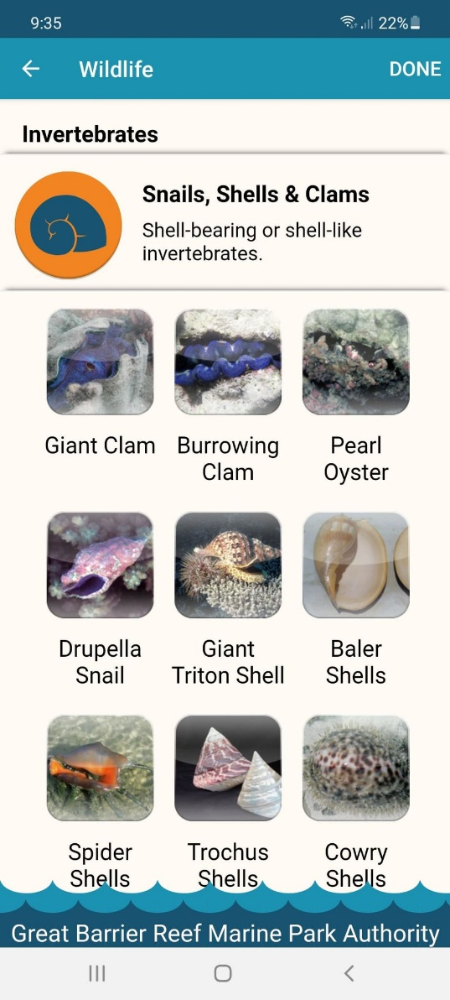 9:35
22%
Wildlife
DONE
Invertebrates
Snails, Shells & Clams
Shell-bearing or shell-like
invertebrates.
Giant Clam
Burrowing
Clam
Pearl
Oyster
Drupella
Snail
Giant
Triton Shell
Baler
Shells
Spider
Shells
Trochus
Shells
Cowry
Shells
Great Barrier Reef Marine Park Authority